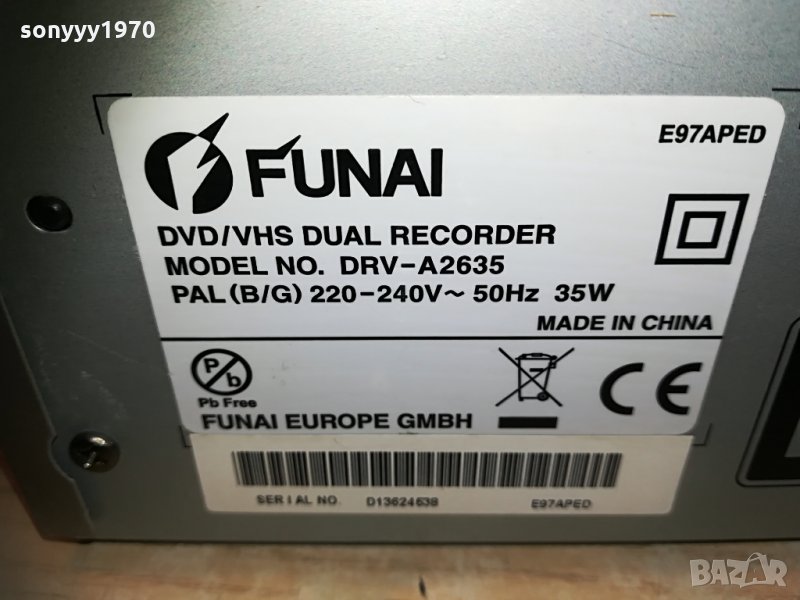 sonyyy1970
E97APED
FUNAI
DVD/VHS DUAL RECORDER
MODEL NO. DRV-A2635
PAL (B/G) 220-240V~ 50Hz 35W
MADE IN CHINA
Pb
Pb Free
CE
FUNAI EUROPE GMBH
SERIAL NO. D13624638 E97APED
BAZAR